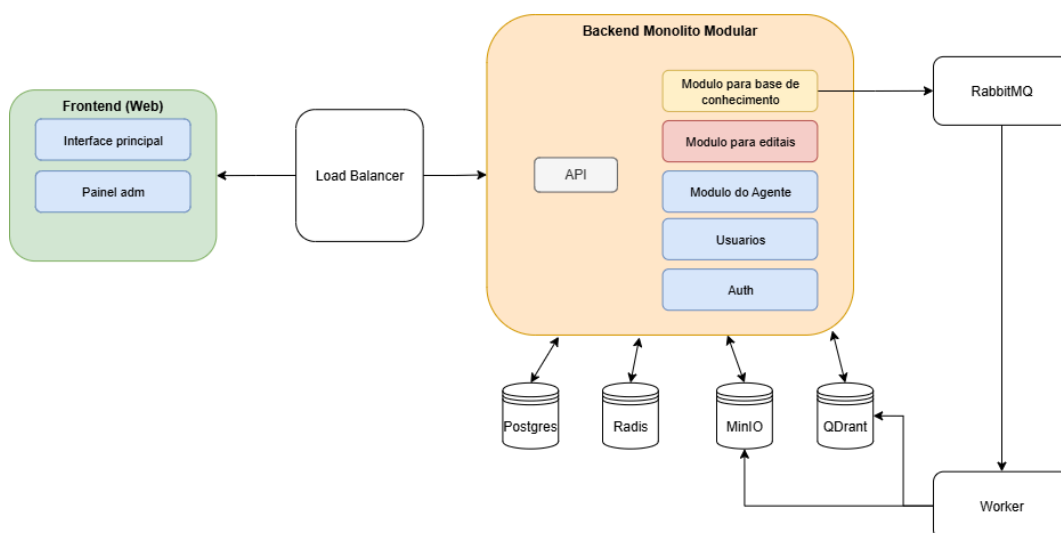 Backend Monolito Modular
Modulo para base de
conhecimento
RabbitMQ
Frontend (Web)
Interface principal
Modulo para editais
Load Balancer
API
Painel adm
Modulo do Agente
Usuarios
Auth
Postgres
Radis
MinIO
QDrant
Worker